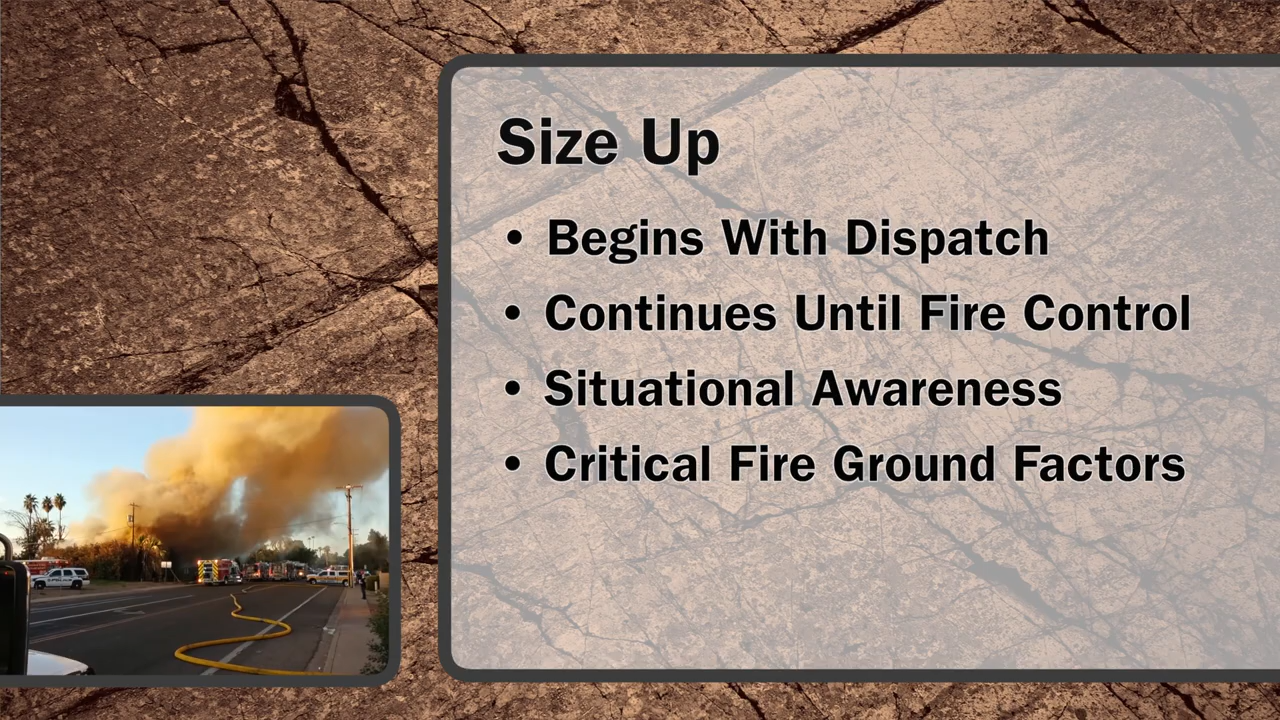 Size Up
• Begins With Dispatch
• Continues Until Fire Control
• Situational Awareness
• Critical Fire Ground Factors